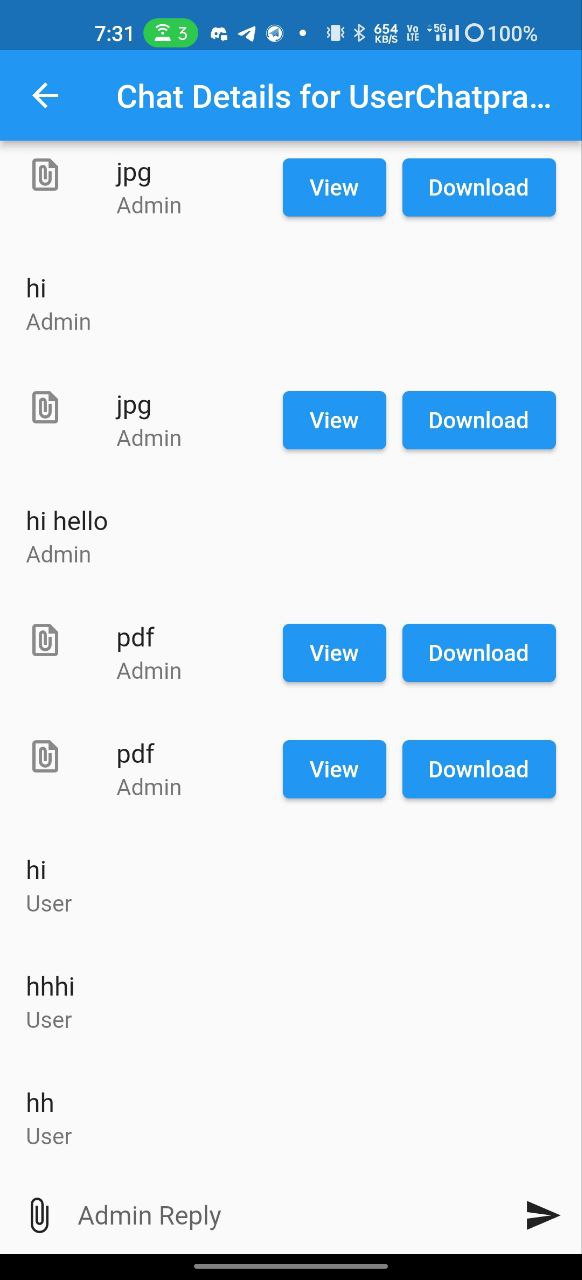 7:31 3 654 KB/S Vo LTE 5G 100%
Chat Details for UserChatpra...
jpg
Admin
View Download
hi
Admin
jpg
Admin
View Download
hi hello
Admin
pdf
Admin
View Download
pdf
Admin
View Download
hi
User
hhhi
User
hh
User
Admin Reply